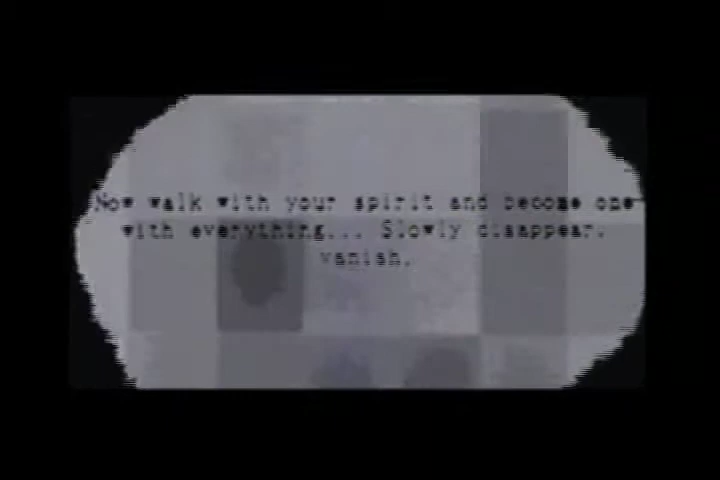 Now walk with your spirit and become one
with everything... Slowly disappear.
vanish.